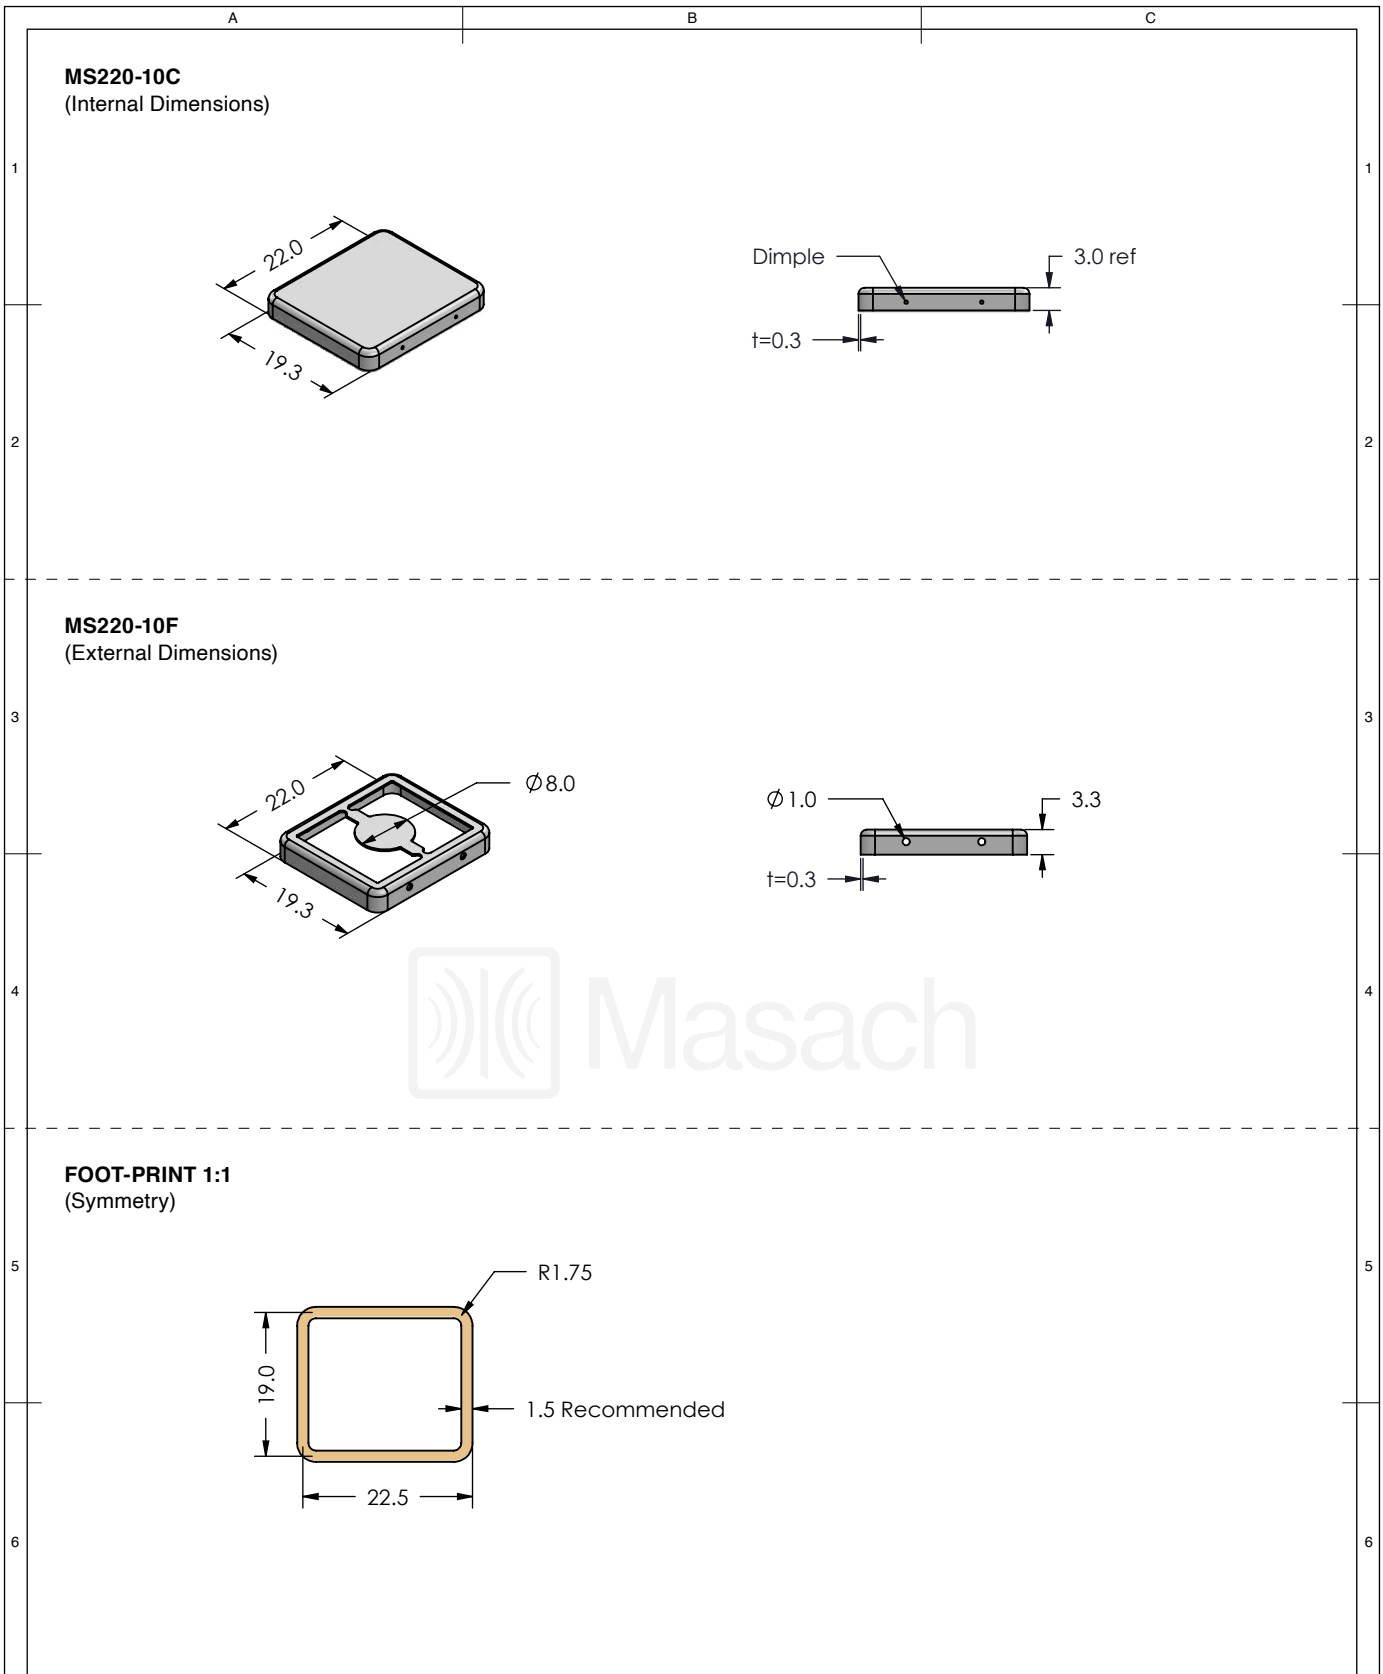 A B C
MS220-10C
(Internal Dimensions)
1 1
22.0
19.3
Dimple
3.0 ref
t=0.3
2 2
MS220-10F
(External Dimensions)
3 3
22.0
Ø8.0
19.3
Ø1.0
3.3
t=0.3
Masach
4 4
FOOT-PRINT 1:1
(Symmetry)
5 5
R1.75
19.0
1.5 Recommended
22.5
6 6